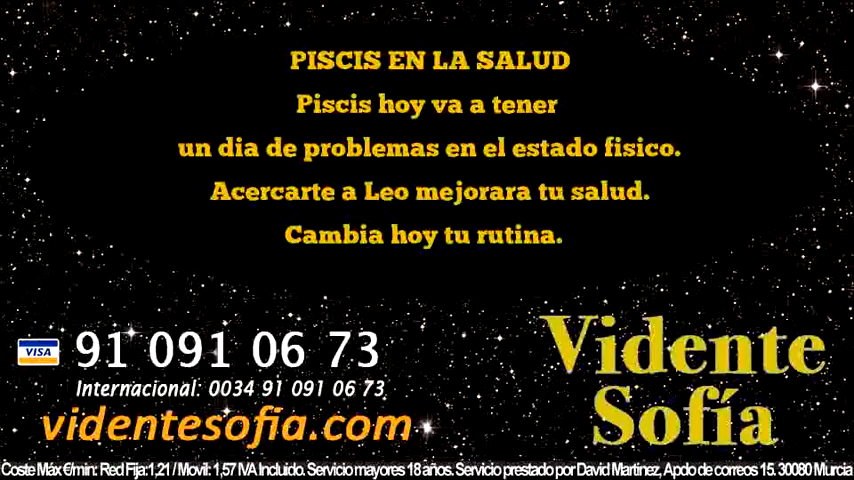 PISCIS EN LA SALUD
Piscis hoy va a tener
un dia de problemas en el estado fisico.
Acercarte a Leo mejorara tu salud.
Cambia hoy tu rutina.
VISA 91 091 06 73
Internacional: 0034 91 091 06 73
videntesofia.com
Vidente
Sofía
Coste Máx €/min: Red Fija:1,21 / Movil: 1,57 IVA Incluido. Servicio mayores 18 años. Servicio prestado por David Martinez, Apdo de correos 15. 30080 Murcia